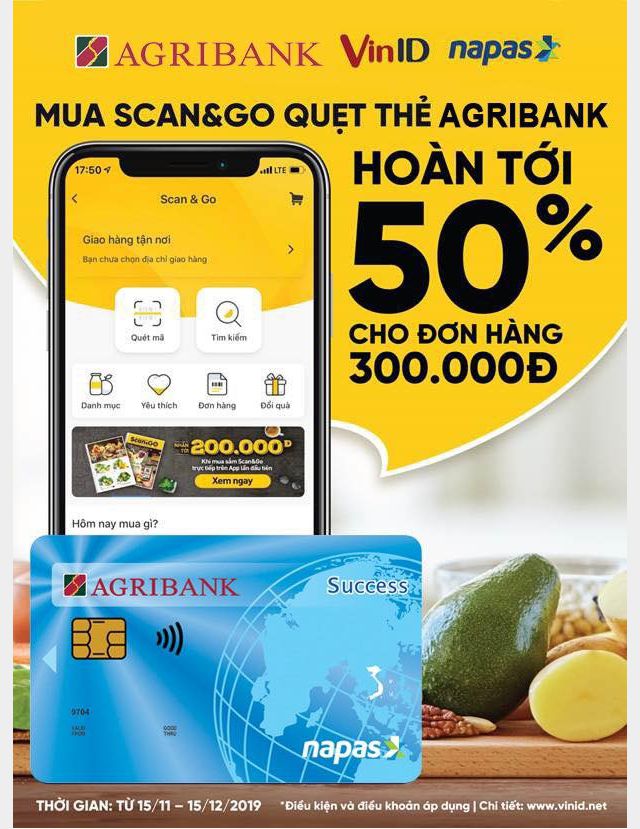 AGRIBANK VinID napas
MUA SCAN&GO QUẸT THẺ AGRIBANK
HOÀN TỚI
50%
CHO ĐƠN HÀNG
300.000Đ
17:50 LTE
Scan & Go
Giao hàng tận nơi
Bạn chưa chọn địa chỉ giao hàng
Quét mã Tìm kiếm
Danh mục Yêu thích Đơn hàng Đổi quà
Scan&GO
NHẬN TỚI 200.000Đ
Khi mua sắm Scan&Go
trực tiếp trên App lần đầu tiên
Xem ngay
Hôm nay mua gì?
AGRIBANK Success
9704
VALID FROM
GOOD THRU
napas
THỜI GIAN: TỪ 15/11 – 15/12/2019 *Điều kiện và điều khoản áp dụng | Chi tiết: www.vinid.net